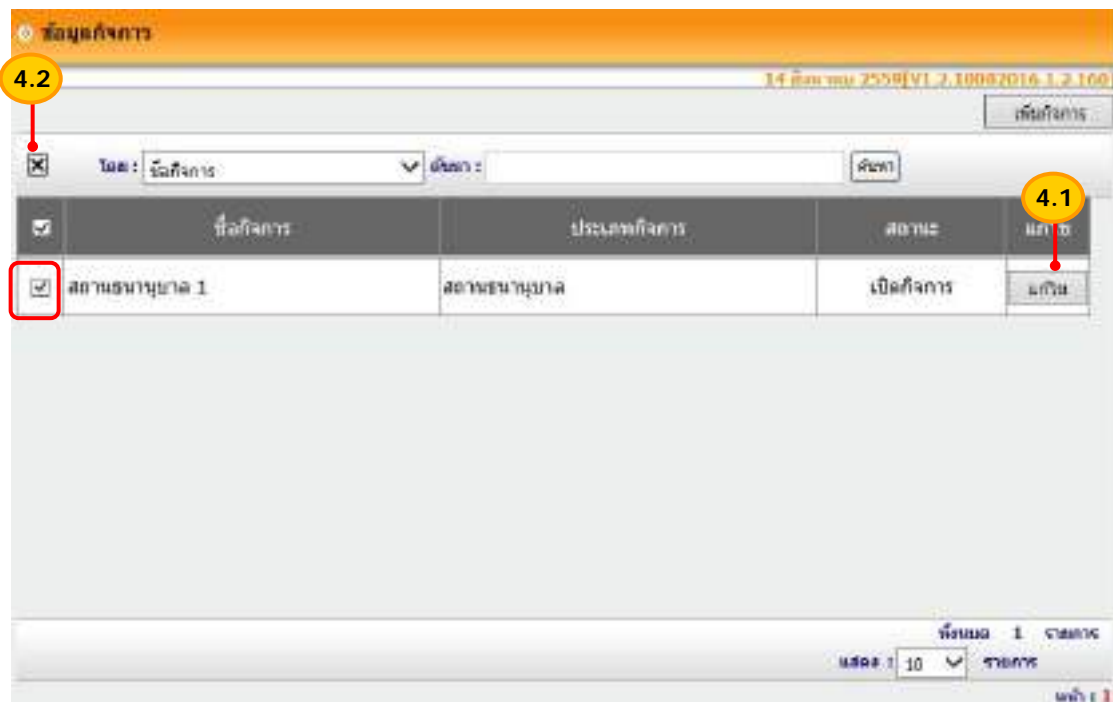 ข้อมูลกิจการ
4.2
14 สิงหาคม 2559[V1.2.10082016-1.2.160
เพิ่มกิจการ
โดย : ชื่อกิจการ ค้นหา : ค้นหา
4.1
ชื่อกิจการ ประเภทกิจการ สถานะ แก้ไข
สถานธนานุบาล 1 สถานธนานุบาล เปิดกิจการ แก้ไข
ทั้งหมด 1 รายการ
แสดง : 10 รายการ
หน้า : 1